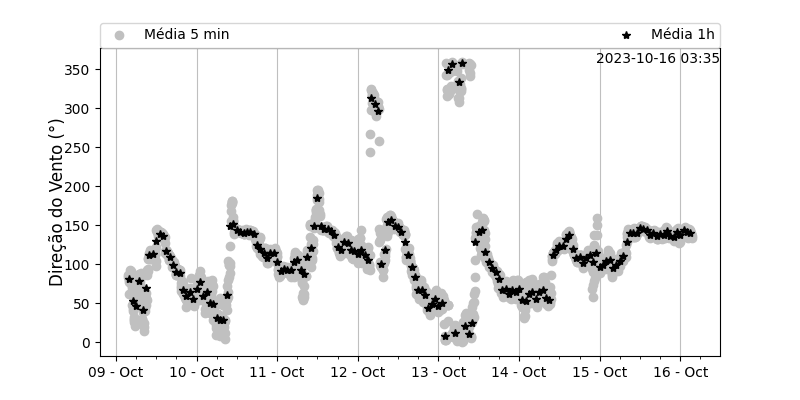 Média 5 min
Média 1h
2023-10-16 03:35
Direção do Vento (°)
350
300
250
200
150
100
50
0
09 - Oct
10 - Oct
11 - Oct
12 - Oct
13 - Oct
14 - Oct
15 - Oct
16 - Oct